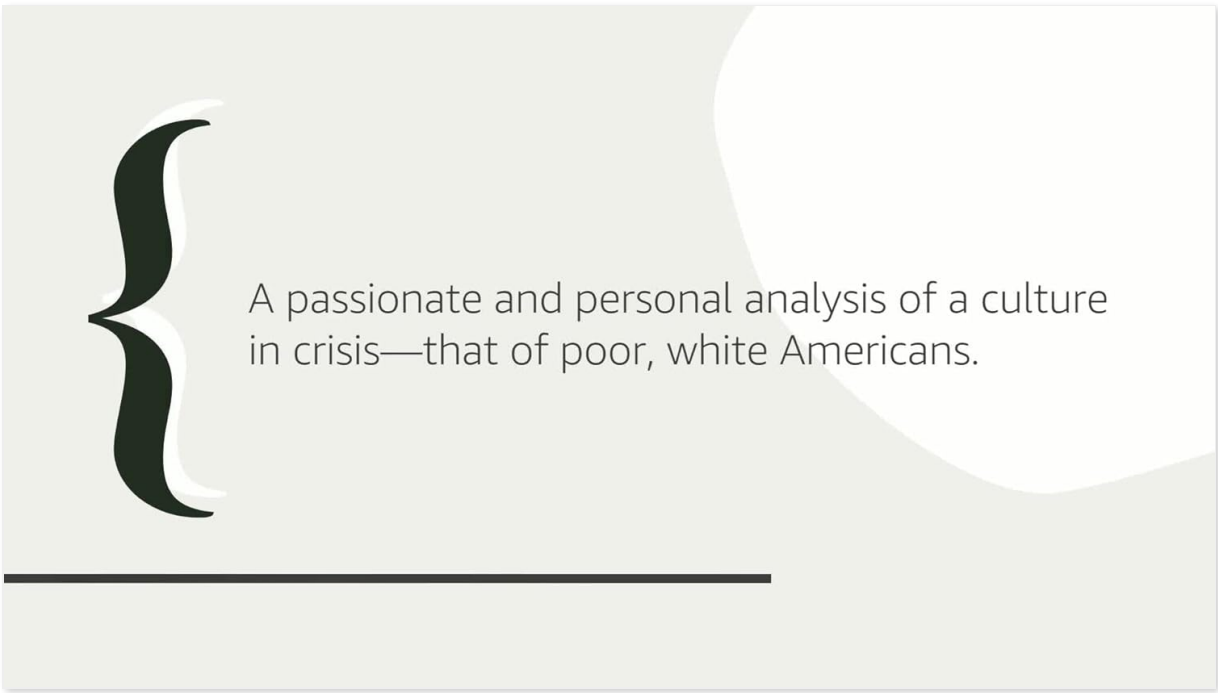 A passionate and personal analysis of a culture
in crisis—that of poor, white Americans.